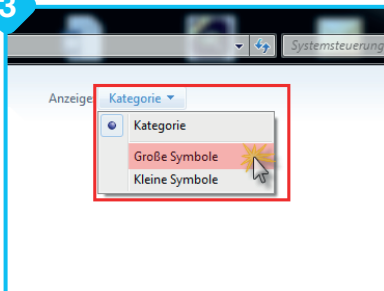 3
Systemsteuerung
Anzeige: Kategorie
Kategorie
Große Symbole
Kleine Symbole